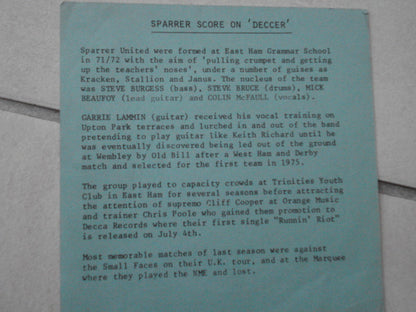 SPARRER SCORE ON 'DECCER'
Sparrer United were formed at East Ham Grammar School
in 71/72 with the aim of 'pulling crumpet and getting
up the teachers' noses', under a number of guises as
Kracken, Stallion and Janus. The nucleus of the team
was STEVE BURGESS (bass), STEVE BRUCE (drums), MICK
BEAUFOY (lead guitar) and COLIN McFAULL (vocals).
GARRIE LAMMIN (guitar) received his vocal training on
Upton Park terraces and lurched in and out of the band
pretending to play guitar like Keith Richard until he
was eventually discovered being led out of the ground
at Wembley by Old Bill after a West Ham and Derby
match and selected for the first team in 1975.
The group played to capacity crowds at Trinities Youth
Club in East Ham for several seasons before attracting
the attention of supremo Cliff Cooper at Orange Music
and trainer Chris Poole who gained them promotion to
Decca Records where their first single "Runnin' Riot"
is released on July 4th.
Most memorable matches of last season were against
the Small Faces on their U.K. tour, and at the Marquee
where they played the NME and lost.